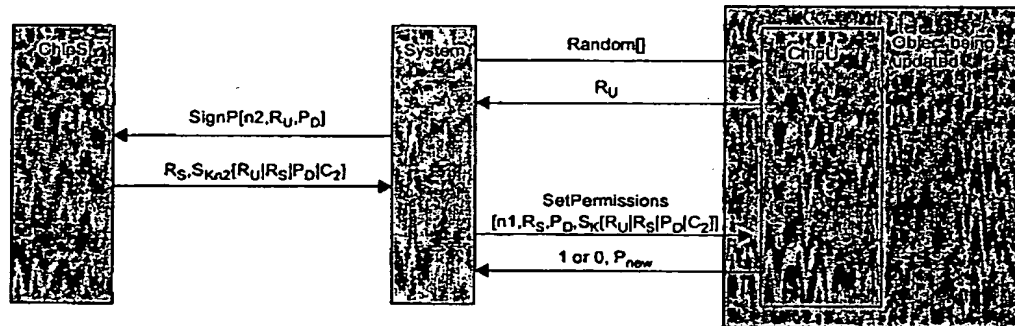 ChipS
System
ChipU
Object being
updated
Random[]
R_U
SignP[n2,R_U,P_D]
R_S,S_Kn2[R_U|R_S|P_D|C_2]
SetPermissions
[n1,R_S,P_D,S_K[R_U|R_S|P_D|C_2]]
1 or 0, P_new